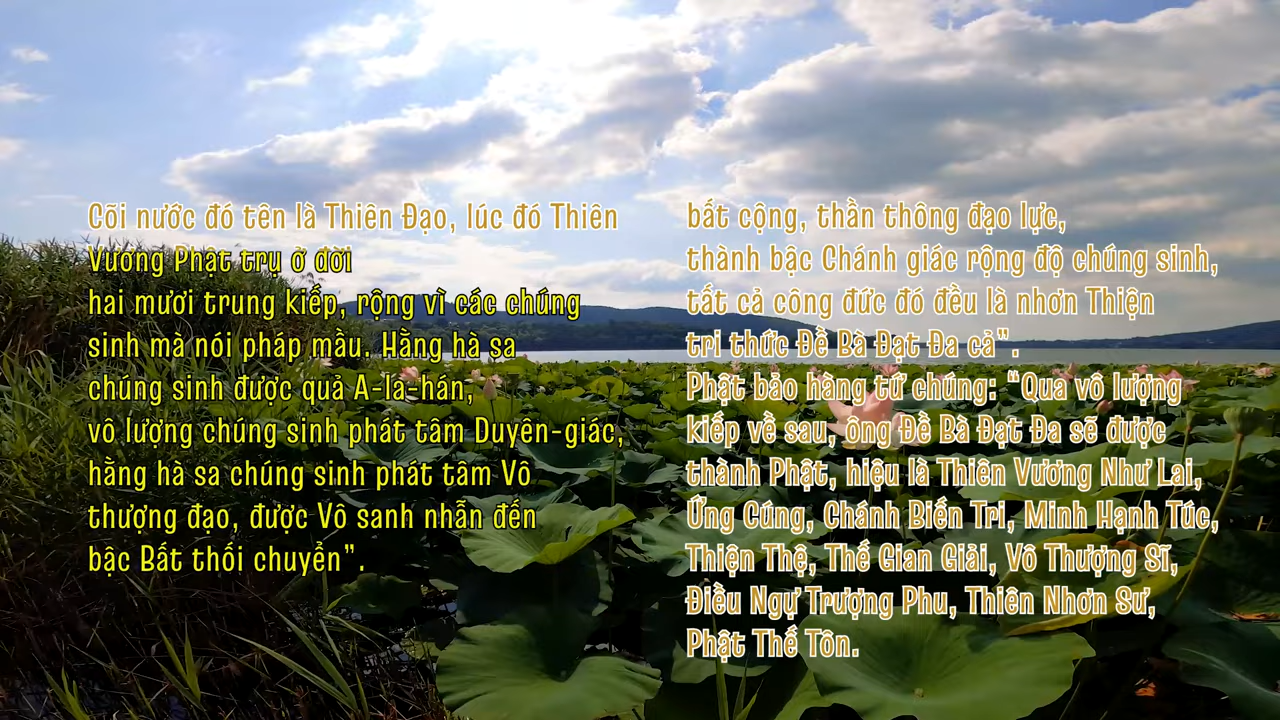 Cõi nước đó tên là Thiên Đạo, lúc đó Thiên
Vương Phật trụ ở đời
hai mươi trung kiếp, rộng vì các chúng
sinh mà nói pháp mầu. Hằng hà sa
chúng sinh được quả A-la-hán,
vô lượng chúng sinh phát tâm Duyên-giác,
hằng hà sa chúng sinh phát tâm Vô
thượng đạo, được Vô sanh nhẫn đến
bậc Bất thối chuyển”.
bất cộng, thần thông đạo lực,
thành bậc Chánh giác rộng độ chúng sinh,
tất cả công đức đó đều là nhơn Thiện
tri thức Đề Bà Đạt Đa cả”.
Phật bảo hàng tứ chúng: “Qua vô lượng
kiếp về sau, ông Đề Bà Đạt Đa sẽ được
thành Phật, hiệu là Thiên Vương Như Lai,
Ứng Cúng, Chánh Biến Tri, Minh Hạnh Túc,
Thiện Thệ, Thế Gian Giải, Vô Thượng Sĩ,
Điều Ngự Trượng Phu, Thiên Nhơn Sư,
Phật Thế Tôn.